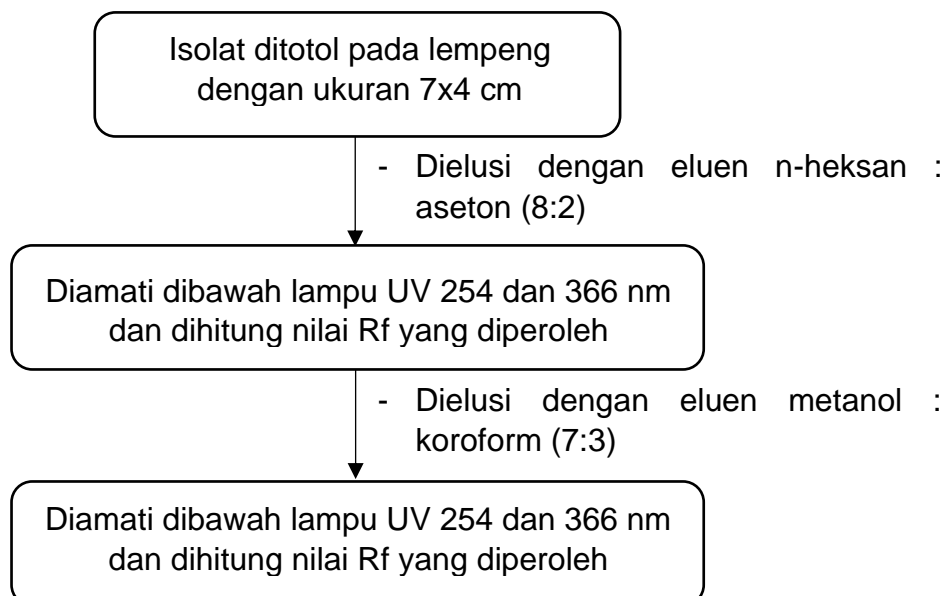 Isolat ditotol pada lempeng
dengan ukuran 7x4 cm
- Dielusi dengan eluen n-heksan :
aseton (8:2)
Diamati dibawah lampu UV 254 dan 366 nm
dan dihitung nilai Rf yang diperoleh
- Dielusi dengan eluen metanol :
koroform (7:3)
Diamati dibawah lampu UV 254 dan 366 nm
dan dihitung nilai Rf yang diperoleh